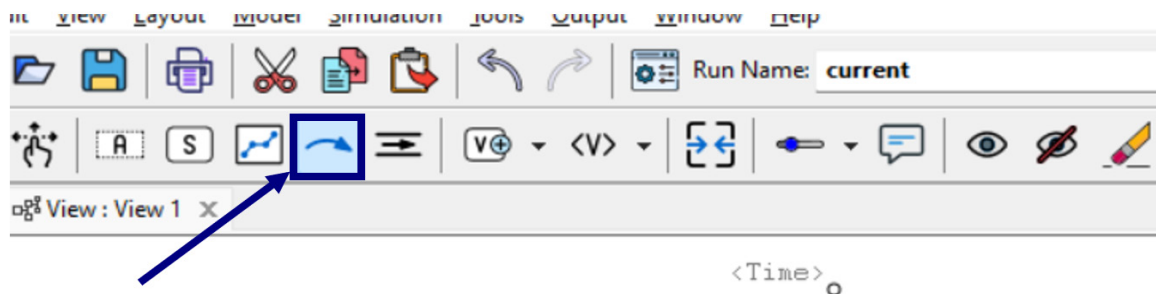 View Layout Model Simulation Tools Output Window Help
Run Name: current
A S V <V>
View : View 1 X
<Time>